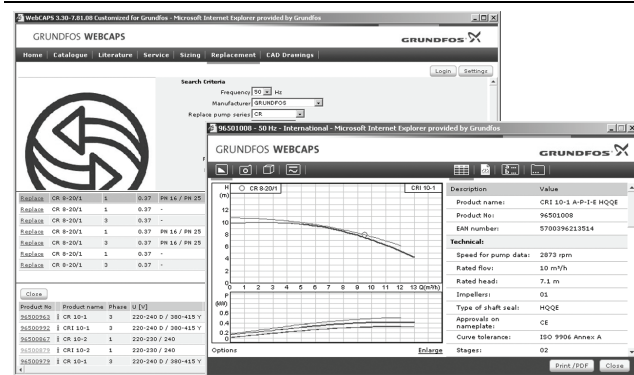 WebCAPS 3.30-7.81.08 Customized for Grundfos - Microsoft Internet Explorer provided by Grundfos
GRUNDFOS WEBCAPS
GRUNDFOS
Home | Catalogue | Literature | Service | Sizing | Replacement | CAD Drawings |
Login Settings
Search Criteria
Frequency 50 Hz
Manufacturer GRUNDFOS
Replace pump series CR
Replace CR 8-20/1 1 0.37 PN 16 / PN 25
Replace CR 8-20/1 1 0.37 -
Replace CR 8-20/1 3 0.37 PN 16 / PN 25
Replace CR 8-20/1 3 0.37 -
Replace CR 8-20/1 1 0.37 PN 16 / PN 25
Replace CR 8-20/1 3 0.37 PN 16 / PN 25
Replace CR 8-20/1 3 0.37 -
Close
Product No Product name Phase U [V]
96500963 CR 10-1 3 220-240 D / 380-415 Y
96500992 CRI 10-1 3 220-240 D / 380-415 Y
96500867 CR 10-2 1 220-230 / 240
96500879 CRI 10-2 1 220-230 / 240
96500979 CR 10-1 3 220-240 D / 380-415 Y
96501008 - 50 Hz - International - Microsoft Internet Explorer provided by Grundfos
GRUNDFOS WEBCAPS
GRUNDFOS
H
(m)
CR 8-20/1
CRI 10-1
12
10
8
6
4
2
0
0 1 2 3 4 5 6 7 8 9 10 11 12 13 Q(m³/h)
P
(kW)
0.6
0.4
0.2
0
Options
Enlarge
Description Value
Product name: CRI 10-1 A-P-I-E HQQE
Product No: 96501008
EAN number: 5700396213514
Technical:
Speed for pump data: 2873 rpm
Rated flow: 10 m³/h
Rated head: 7.1 m
Impellers: 01
Type of shaft seal: HQQE
Approvals on nameplate: CE
Curve tolerance: ISO 9906 Annex A
Stages: 02
Print /PDF Close